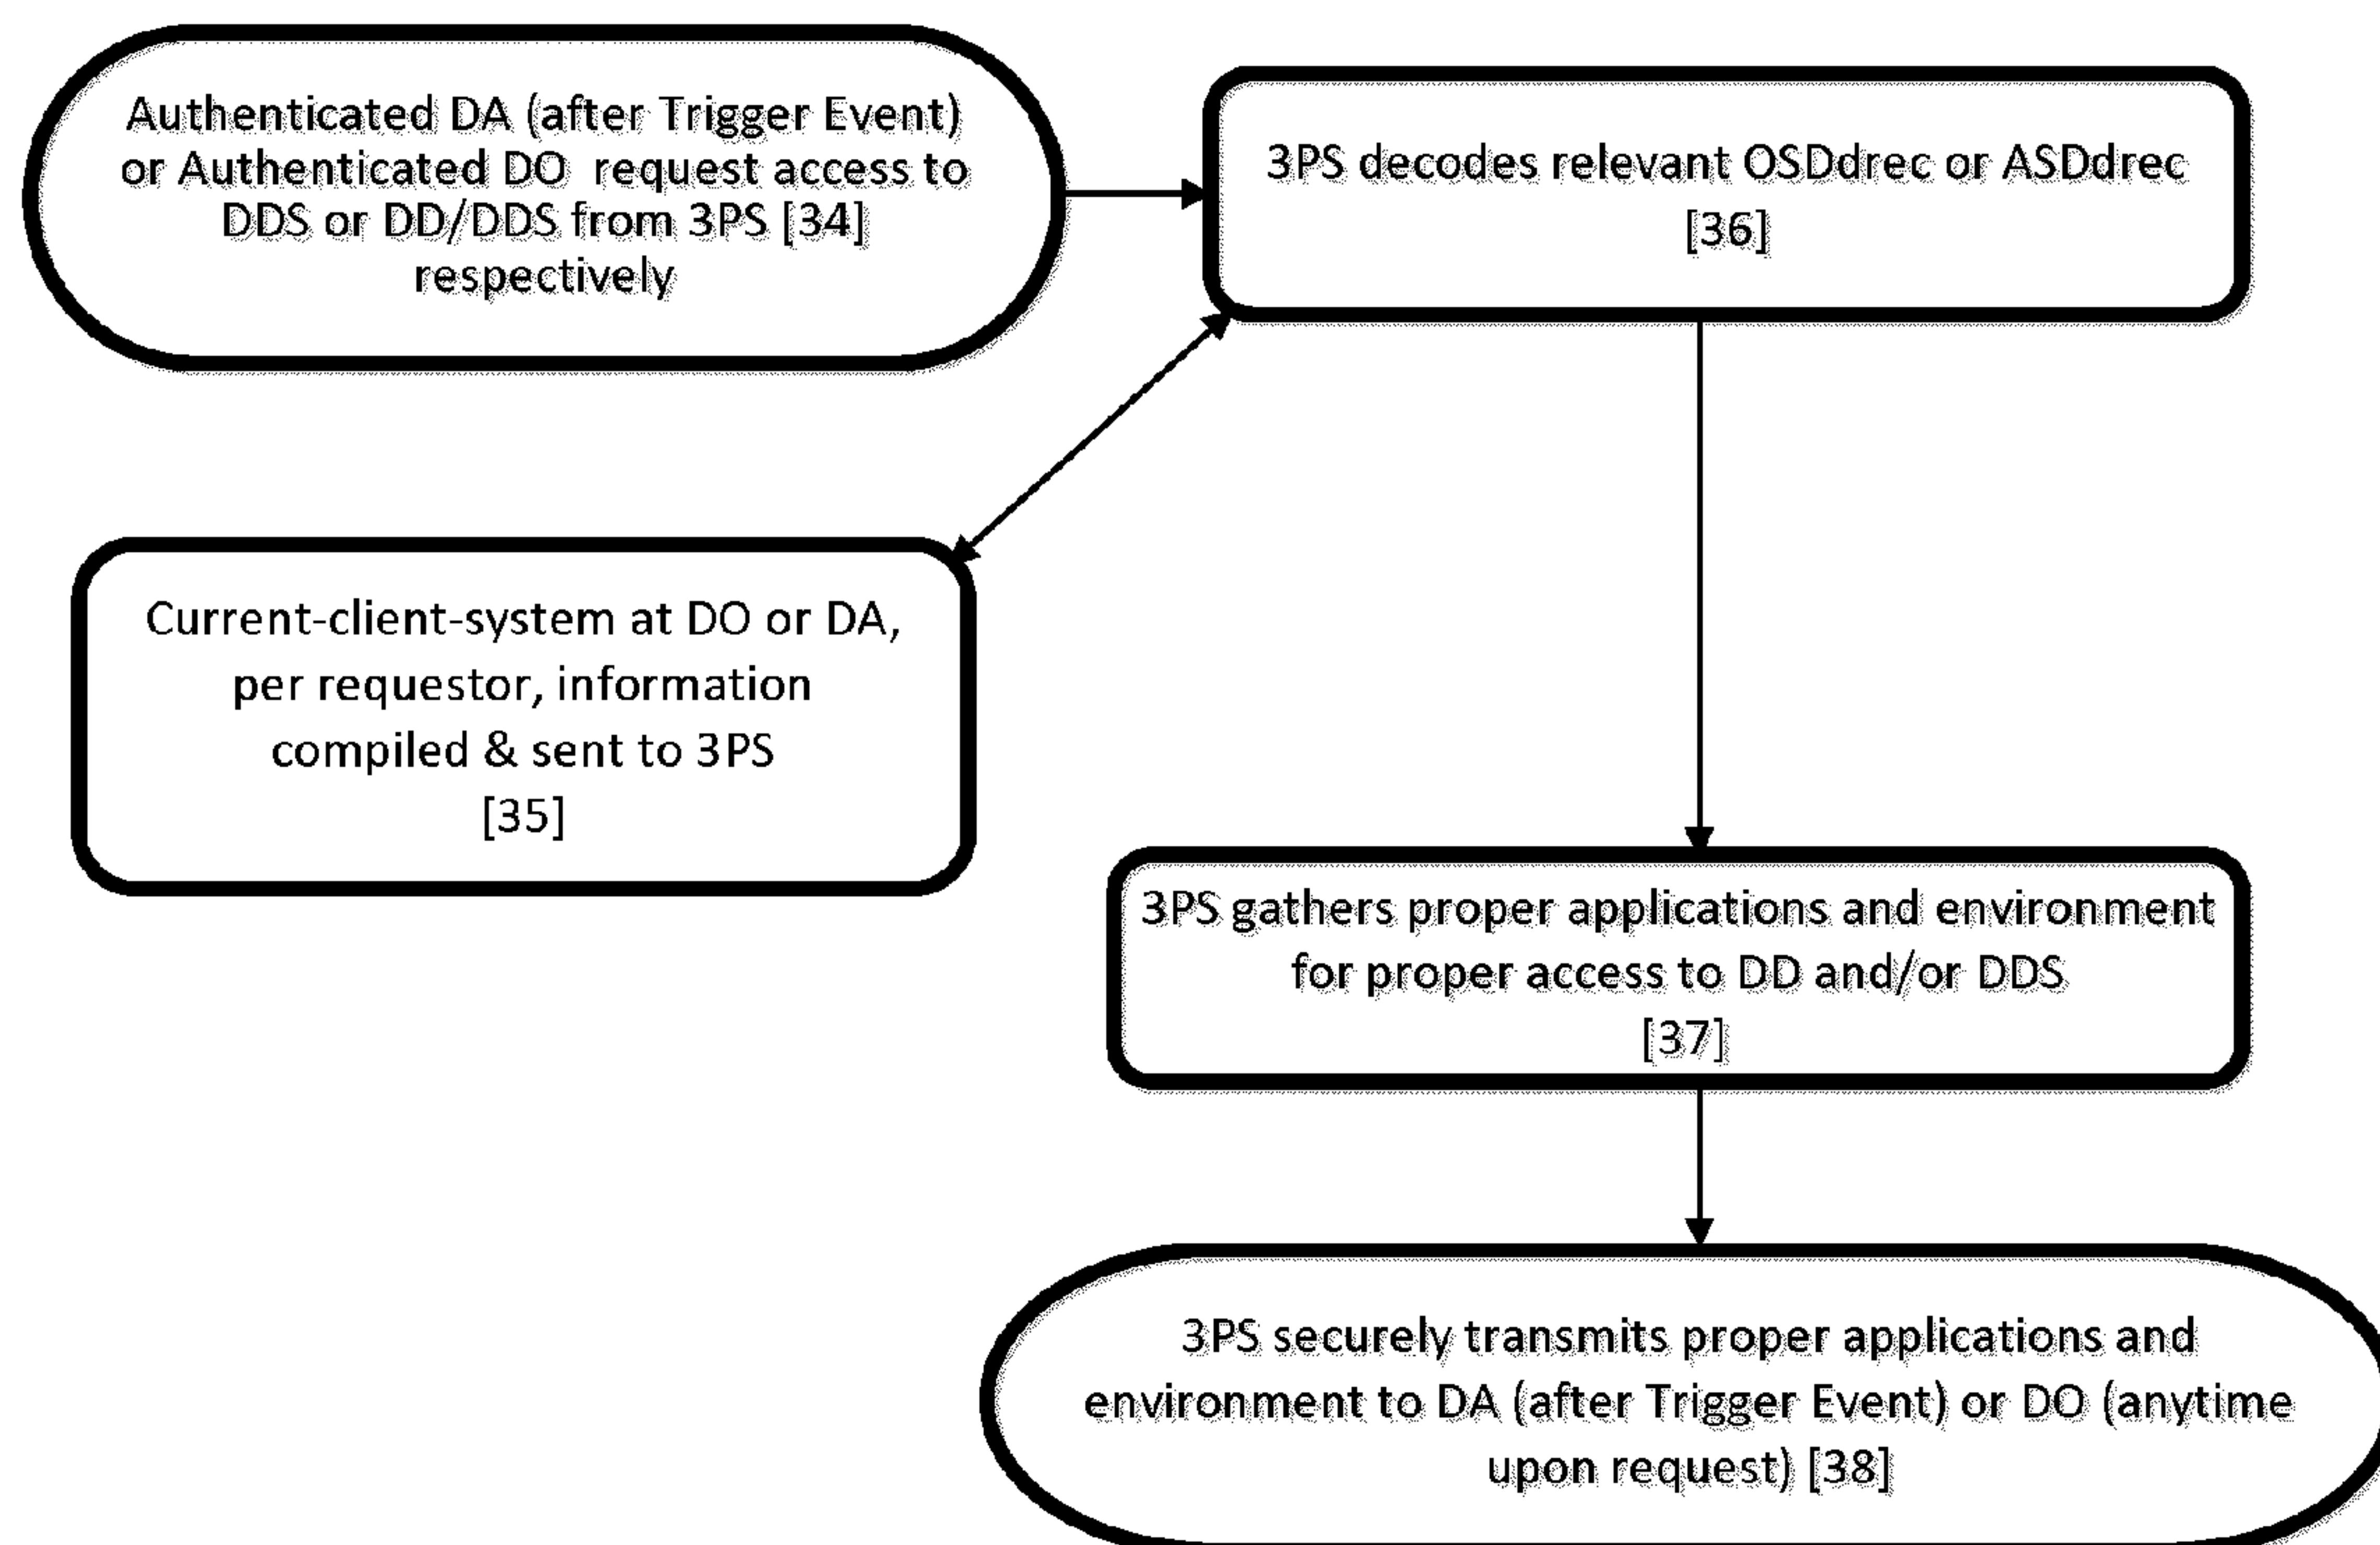 Authenticated DA (after Trigger Event)
or Authenticated DO request access to
DDS or DD/DDS from 3PS [34]
respectively
3PS decodes relevant OSDdrec or ASDdrec
[36]
Current-client-system at DO or DA,
per requestor, information
compiled & sent to 3PS
[35]
3PS gathers proper applications and environment
for proper access to DD and/or DDS
[37]
3PS securely transmits proper applications and
environment to DA (after Trigger Event) or DO (anytime
upon request) [38]